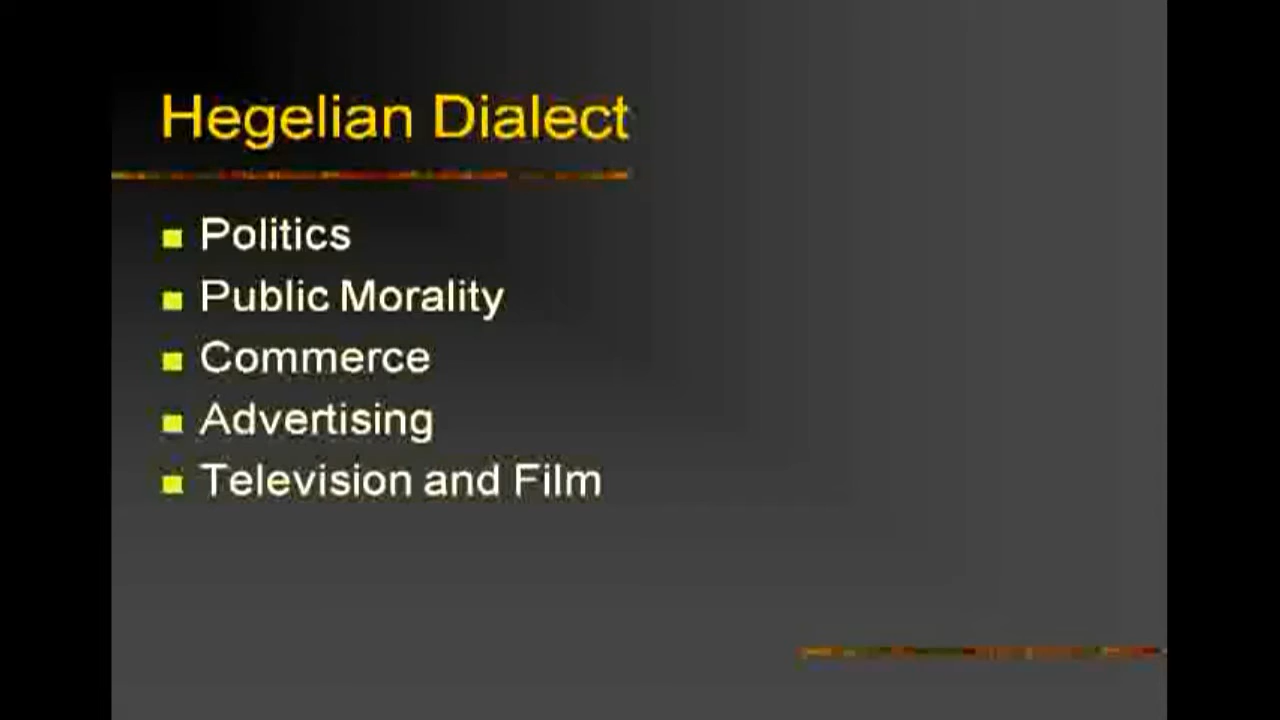 Hegelian Dialect
Politics
Public Morality
Commerce
Advertising
Television and Film